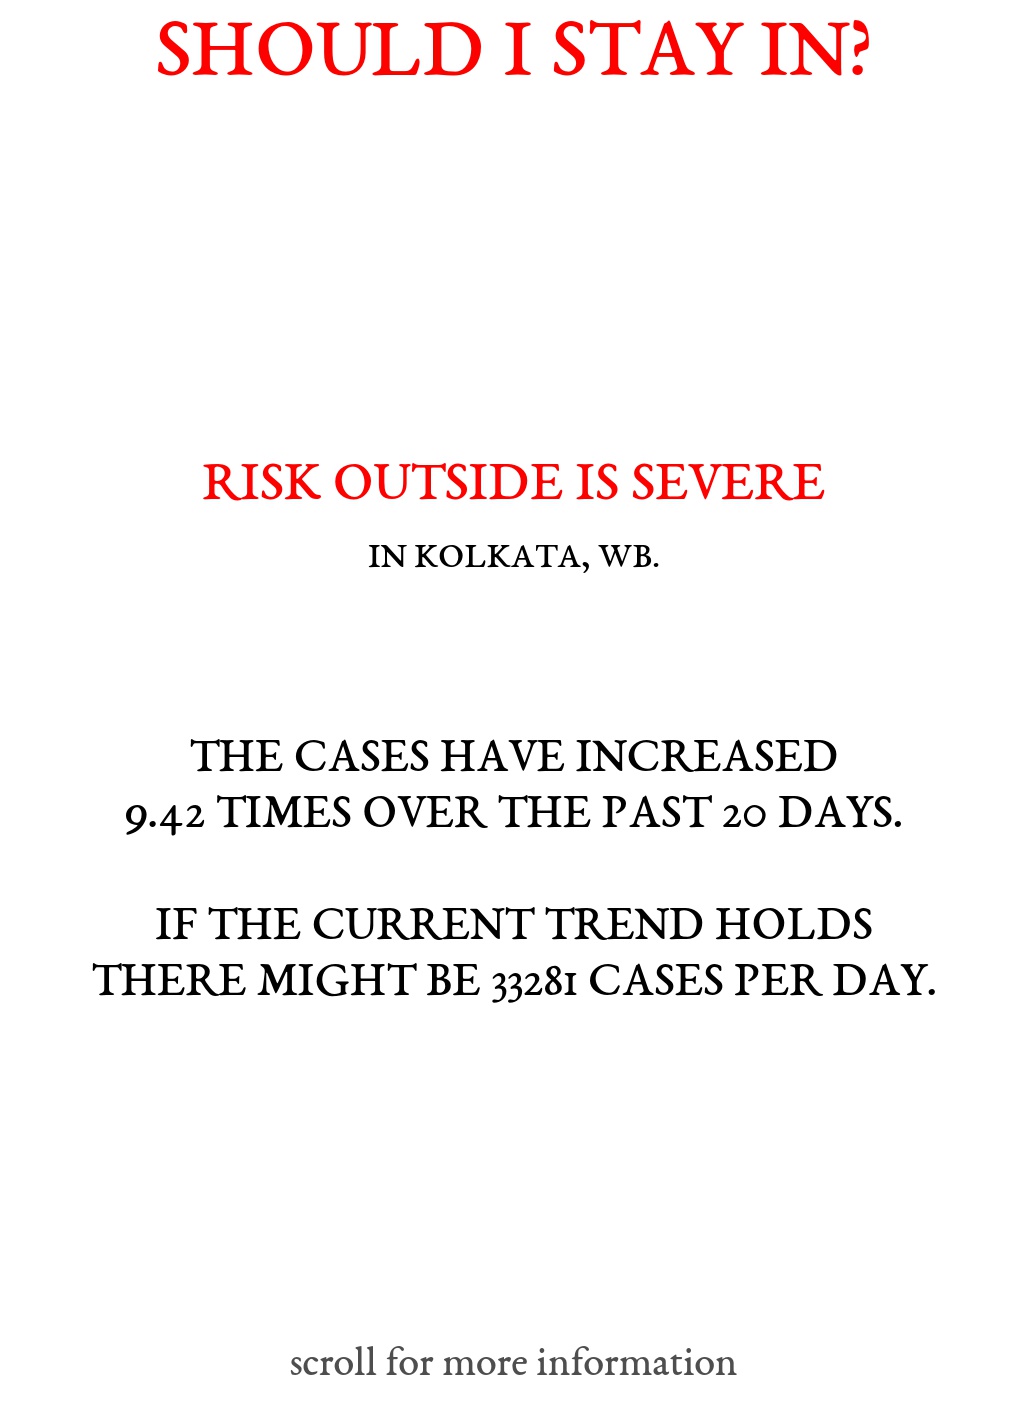 SHOULD I STAY IN?
RISK OUTSIDE IS SEVERE
IN KOLKATA, WB.
THE CASES HAVE INCREASED
9.42 TIMES OVER THE PAST 20 DAYS.
IF THE CURRENT TREND HOLDS
THERE MIGHT BE 33281 CASES PER DAY.
scroll for more information